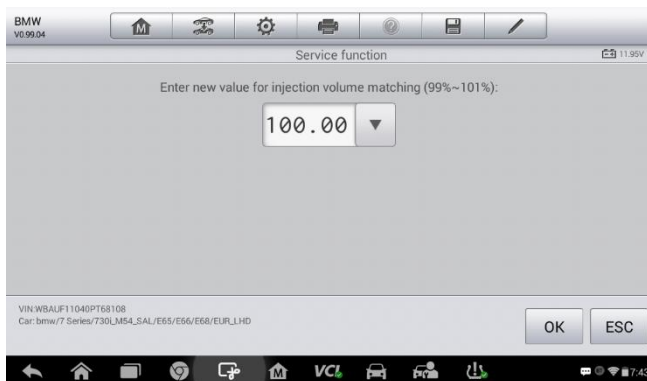 BMW
V0.99.04
M
?
Service function
11.95V
Enter new value for injection volume matching (99%~101%):
100.00
VIN:WBAUF11040PT68108
Car: bmw/7 Series/730i_M54_SAL/E65/E66/E68/EUR_LHD
OK
ESC
M
VCI
7:43